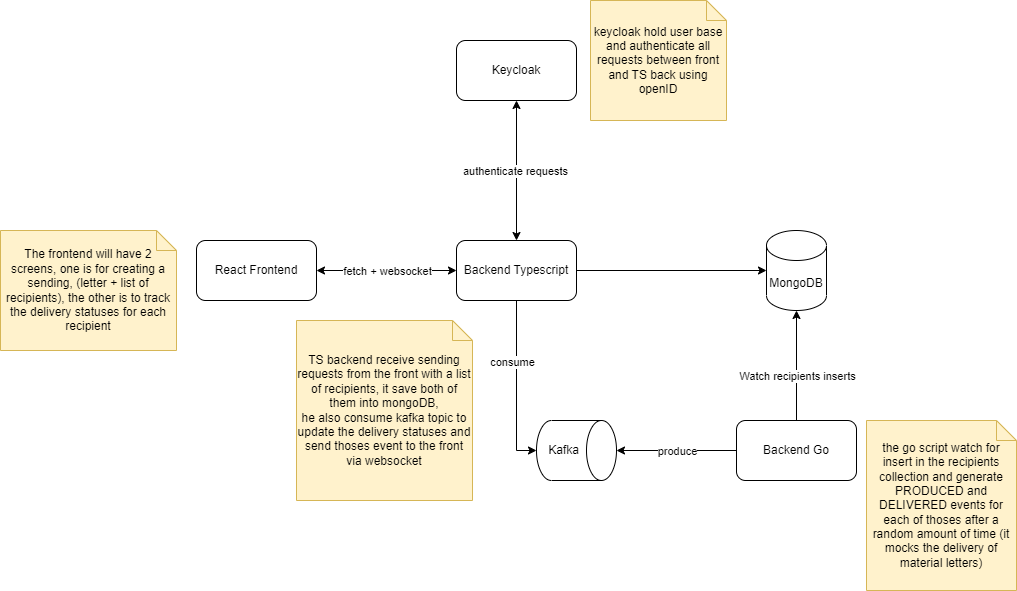 keycloak hold user base
and authenticate all
requests between front
and TS back using
openID
Keycloak
authenticate requests
The frontend will have 2
screens, one is for creating a
sending, (letter + list of
recipients), the other is to track
the delivery statuses for each
recipient
React Frontend
fetch + websocket
Backend Typescript
MongoDB
TS backend receive sending
requests from the front with a list
of recipients, it save both of
them into mongoDB,
he also consume kafka topic to
update the delivery statuses and
send thoses event to the front
via websocket
consume
Watch recipients inserts
Kafka
produce
Backend Go
the go script watch for
insert in the recipients
collection and generate
PRODUCED and
DELIVERED events for
each of thoses after a
random amount of time (it
mocks the delivery of
material letters)